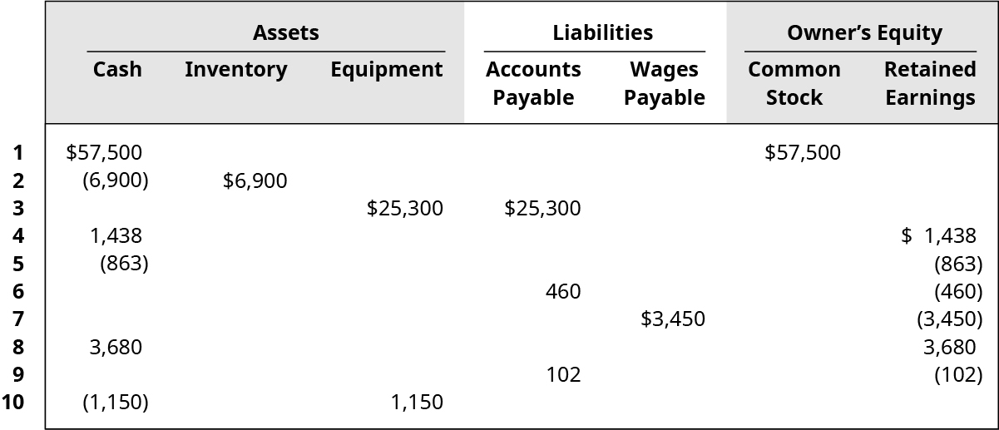 Assets Liabilities Owner’s Equity
Cash Inventory Equipment Accounts Payable Wages Payable Common Stock Retained Earnings
1 $57,500 $57,500
2 (6,900) $6,900
3 $25,300 $25,300
4 1,438 $ 1,438
5 (863) (863)
6 460 (460)
7 $3,450 (3,450)
8 3,680 3,680
9 102 (102)
10 (1,150) 1,150